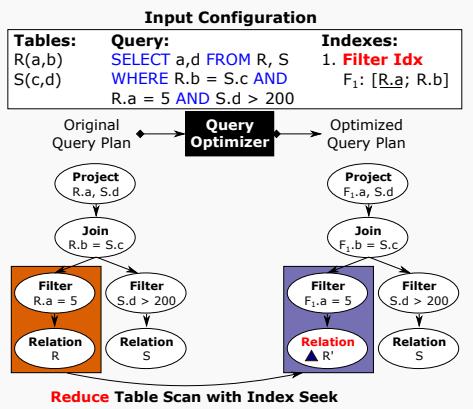 Input Configuration
Tables: Query: Indexes:
R(a,b) SELECT a,d FROM R, S 1. Filter Idx
S(c,d) WHERE R.b = S.c AND F₁: [R.a; R.b]
R.a = 5 AND S.d > 200
Original Query Optimized
Query Plan Optimizer Query Plan
Project Project
R.a, S.d F₁.a, S.d
Join Join
R.b = S.c F₁.b = S.c
Filter Filter Filter Filter
R.a = 5 S.d > 200 F₁.a = 5 S.d > 200
Relation Relation Relation Relation
R S R' S
Reduce Table Scan with Index Seek